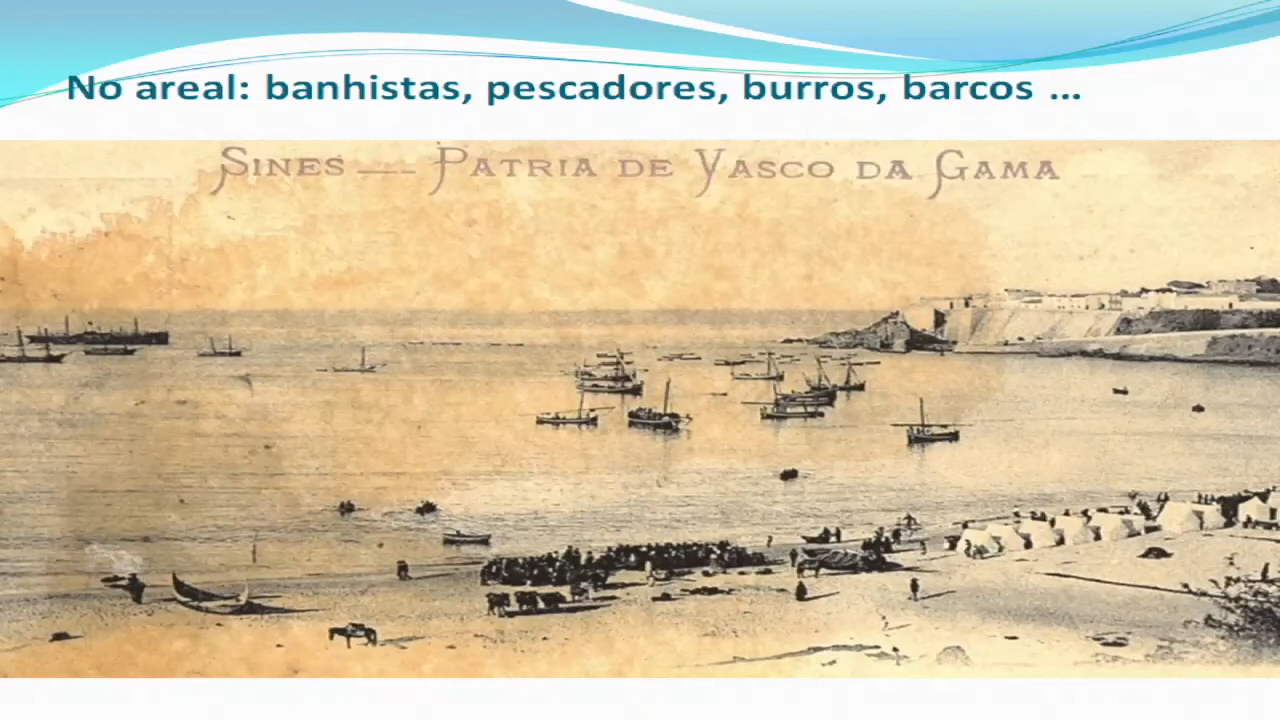 No areal: banhistas, pescadores, burros, barcos ...
SINES — PATRIA DE VASCO DA GAMA